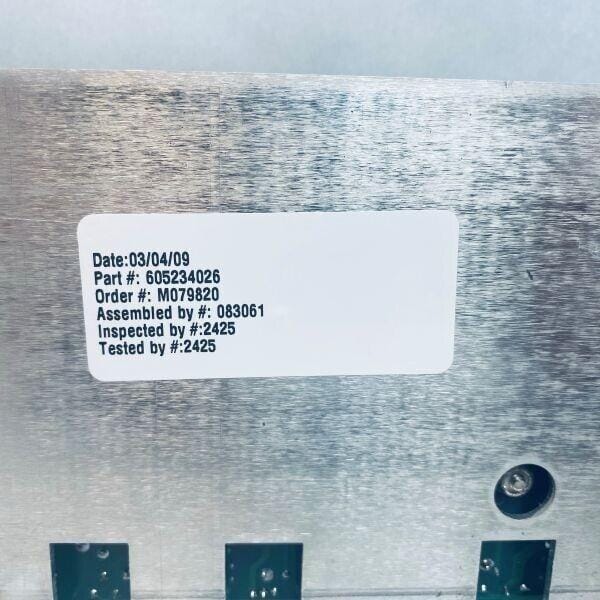 Date:03/04/09
Part #: 605234026
Order #: M079820
Assembled by #: 083061
Inspected by #:2425
Tested by #:2425